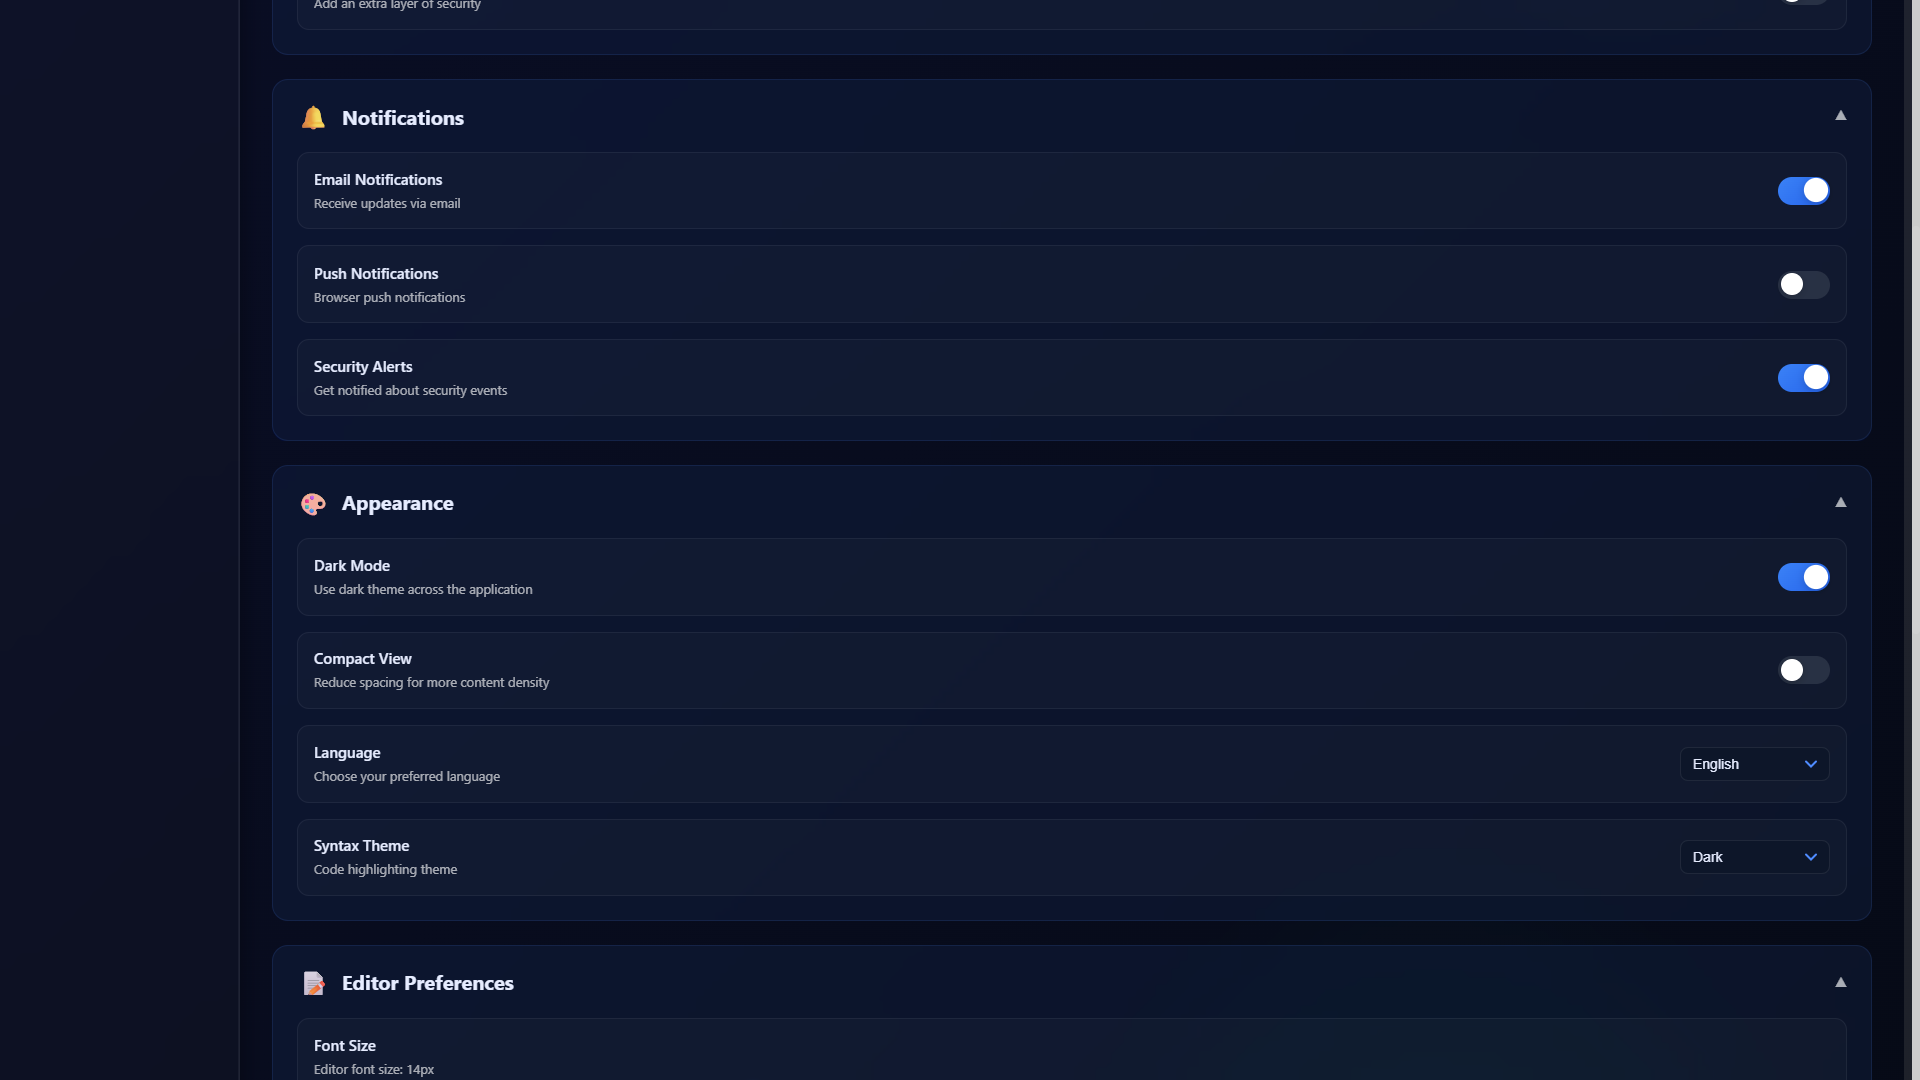 Add an extra layer of security
Notifications
Email Notifications
Receive updates via email
Push Notifications
Browser push notifications
Security Alerts
Get notified about security events
Appearance
Dark Mode
Use dark theme across the application
Compact View
Reduce spacing for more content density
Language
Choose your preferred language
English
Syntax Theme
Code highlighting theme
Dark
Editor Preferences
Font Size
Editor font size: 14px